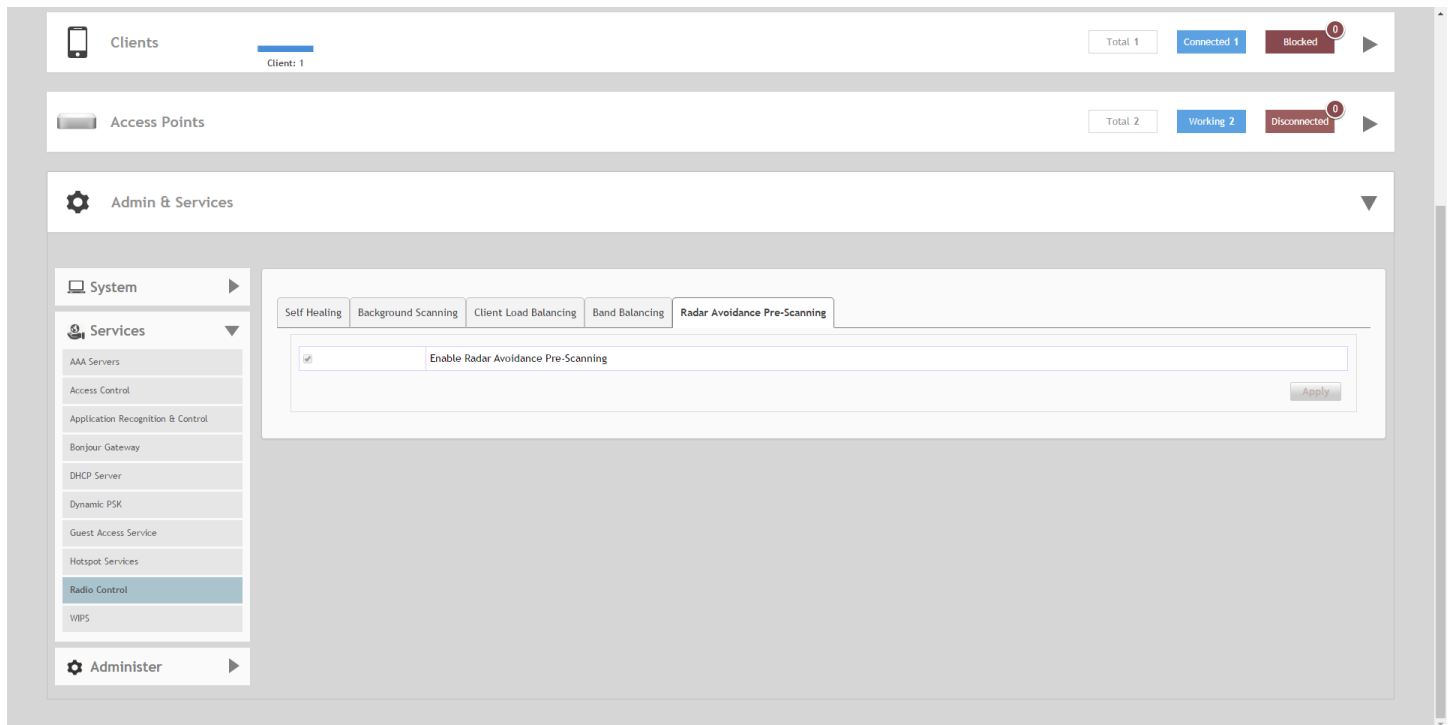 Clients
Client: 1
Total 1
Connected 1
Blocked
0
Access Points
Total 2
Working 2
Disconnected
0
Admin & Services
System
Services
AAA Servers
Access Control
Application Recognition & Control
Bonjour Gateway
DHCP Server
Dynamic PSK
Guest Access Service
Hotspot Services
Radio Control
WIPS
Administer
Self Healing
Background Scanning
Client Load Balancing
Band Balancing
Radar Avoidance Pre-Scanning
Enable Radar Avoidance Pre-Scanning
Apply